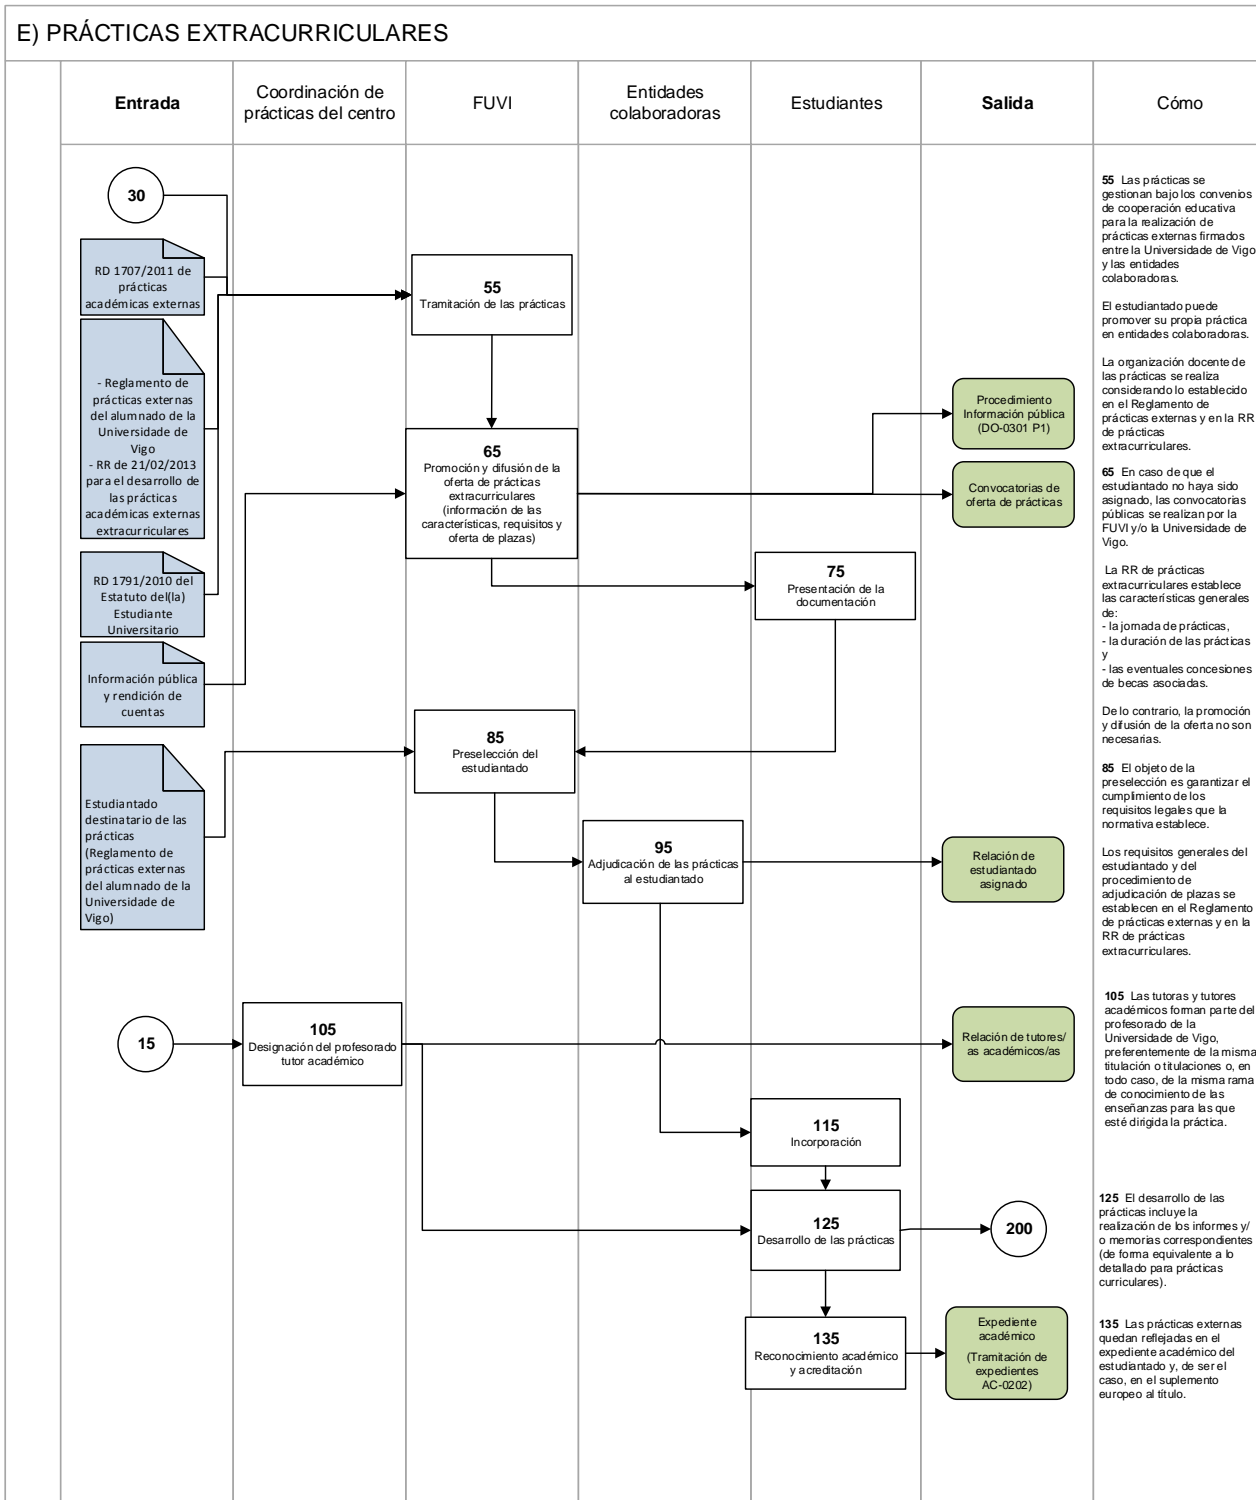 E) PRÁCTICAS EXTRACURRICULARES
Entrada
Coordinación de
prácticas del centro
FUVI
Entidades
colaboradoras
Estudiantes
Salida
Cómo
30
RD 1707/2011 de
prácticas
académicas externas
- Reglamento de
prácticas externas
del alumnado de la
Universidade de
Vigo
- RR de 21/02/2013
para el desarrollo de
las prácticas
académicas externas
extracurriculares
RD 1791/2010 del
Estatuto del(la)
Estudiante
Universitario
Información pública
y rendición de
cuentas
Estudiantado
destinatario de las
prácticas
(Reglamento de
prácticas externas
del alumnado de la
Universidade de
Vigo)
15
105
Designación del profesorado
tutor académico
55
Tramitación de las prácticas
65
Promoción y difusión de la
oferta de prácticas
extracurriculares
(información de las
características, requisitos y
oferta de plazas)
85
Preselección del
estudiantado
95
Adjudicación de las prácticas
al estudiantado
75
Presentación de la
documentación
115
Incorporación
125
Desarrollo de las prácticas
135
Reconocimiento académico
y acreditación
Procedimiento
Información pública
(DO-0301 P1)
Convocatorias de
oferta de prácticas
Relación de
estudiantado
asignado
Relación de tutores/
as académicos/as
200
Expediente
académico
(Tramitación de
expedientes
AC-0202)
55 Las prácticas se
gestionan bajo los convenios
de cooperación educativa
para la realización de
prácticas externas firmados
entre la Universidade de Vigo
y las entidades
colaboradoras.
El estudiantado puede
promover su propia práctica
en entidades colaboradoras.
La organización docente de
las prácticas se realiza
considerando lo establecido
en el Reglamento de
prácticas externas y en la RR
de prácticas
extracurriculares.
65 En caso de que el
estudiantado no haya sido
asignado, las convocatorias
públicas se realizan por la
FUVI y/o la Universidade de
Vigo.
La RR de prácticas
extracurriculares establece
las características generales
de:
- la jornada de prácticas,
- la duración de las prácticas
y
- las eventuales concesiones
de becas asociadas.
De lo contrario, la promoción
y difusión de la oferta no son
necesarias.
85 El objeto de la
preselección es garantizar el
cumplimiento de los
requisitos legales que la
normativa establece.
Los requisitos generales del
estudiantado y del
procedimiento de
adjudicación de plazas se
establecen en el Reglamento
de prácticas externas y en la
RR de prácticas
extracurriculares.
105 Las tutoras y tutores
académicos forman parte del
profesorado de la
Universidade de Vigo,
preferentemente de la misma
titulación o titulaciones o, en
todo caso, de la misma rama
de conocimiento de las
enseñanzas para las que
esté dirigida la práctica.
125 El desarrollo de las
prácticas incluye la
realización de los informes y/
o memorias correspondientes
(de forma equivalente a lo
detallado para prácticas
curriculares).
135 Las prácticas externas
quedan reflejadas en el
expediente académico del
estudiantado y, de ser el
caso, en el suplemento
europeo al título.